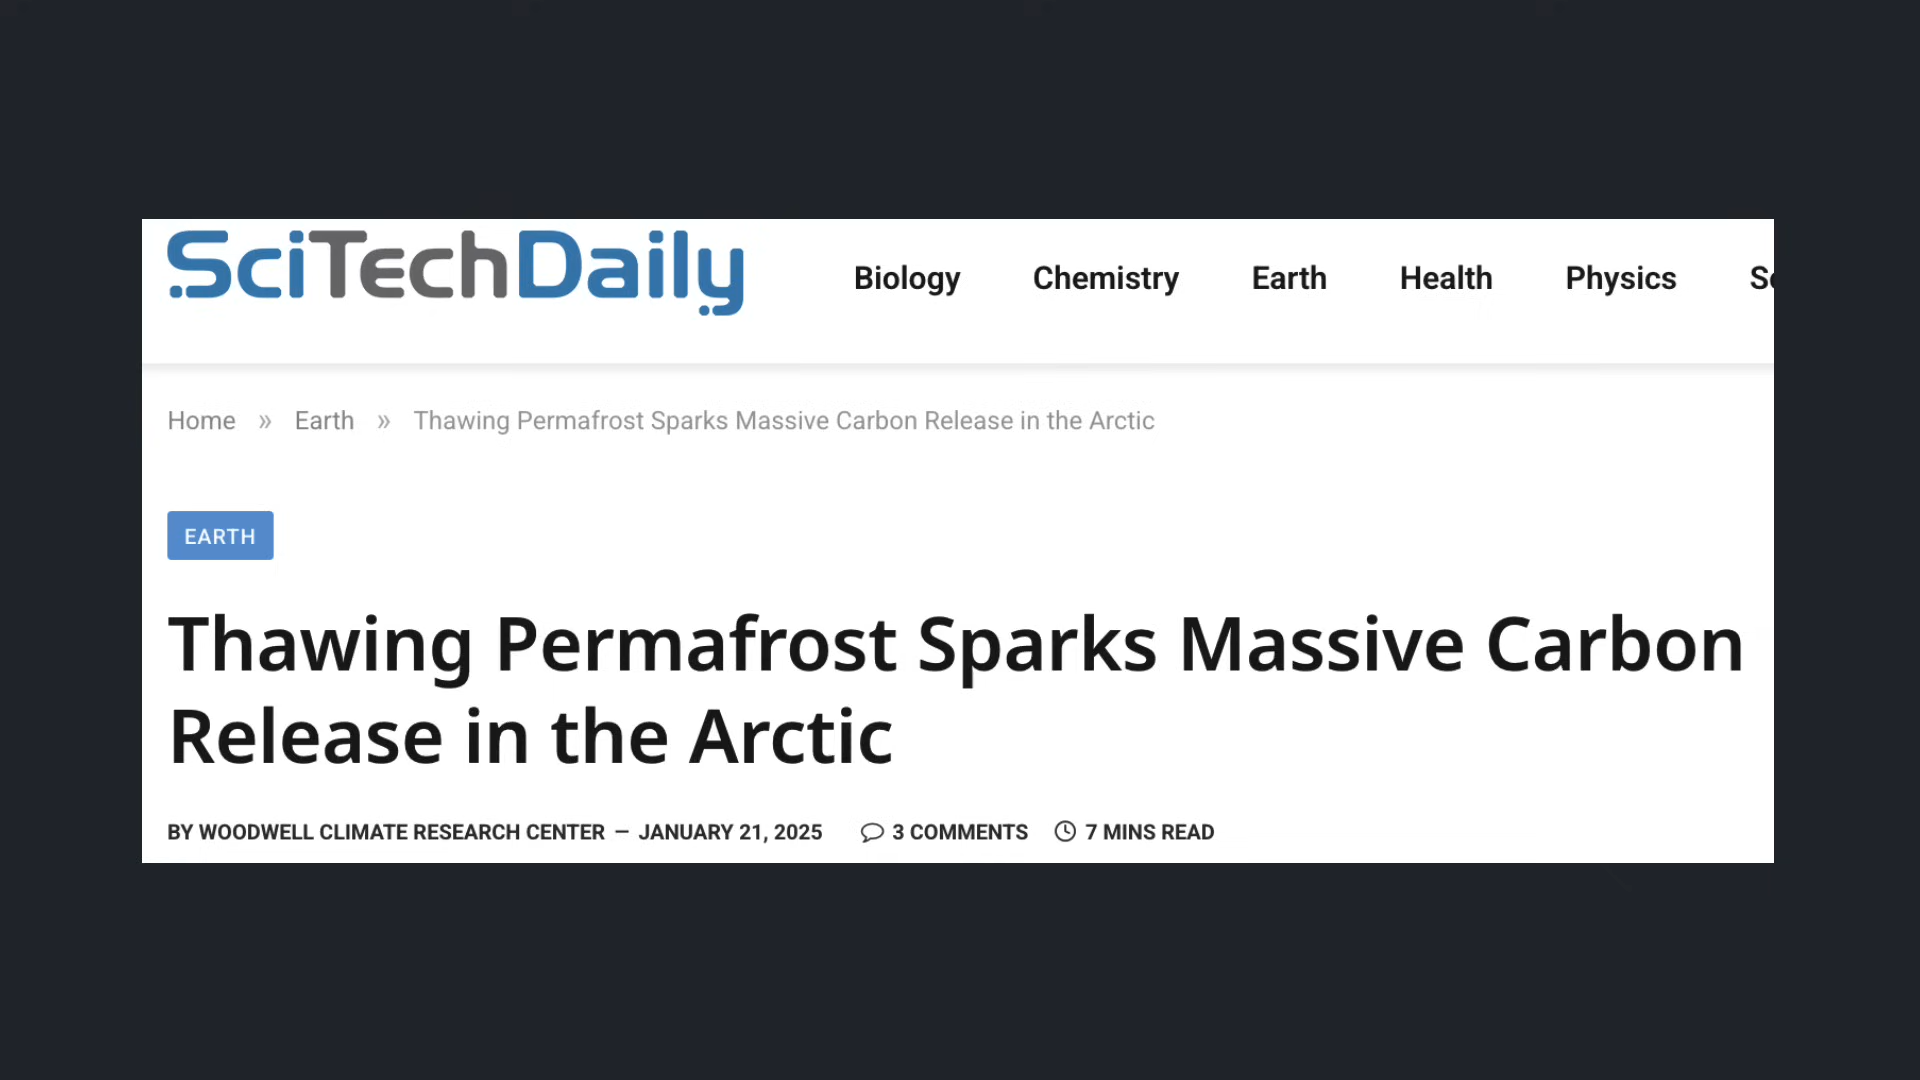 SciTechDaily
Biology Chemistry Earth Health Physics
Home » Earth » Thawing Permafrost Sparks Massive Carbon Release in the Arctic
EARTH
Thawing Permafrost Sparks Massive Carbon
Release in the Arctic
BY WOODWELL CLIMATE RESEARCH CENTER — JANUARY 21, 2025 3 COMMENTS 7 MINS READ